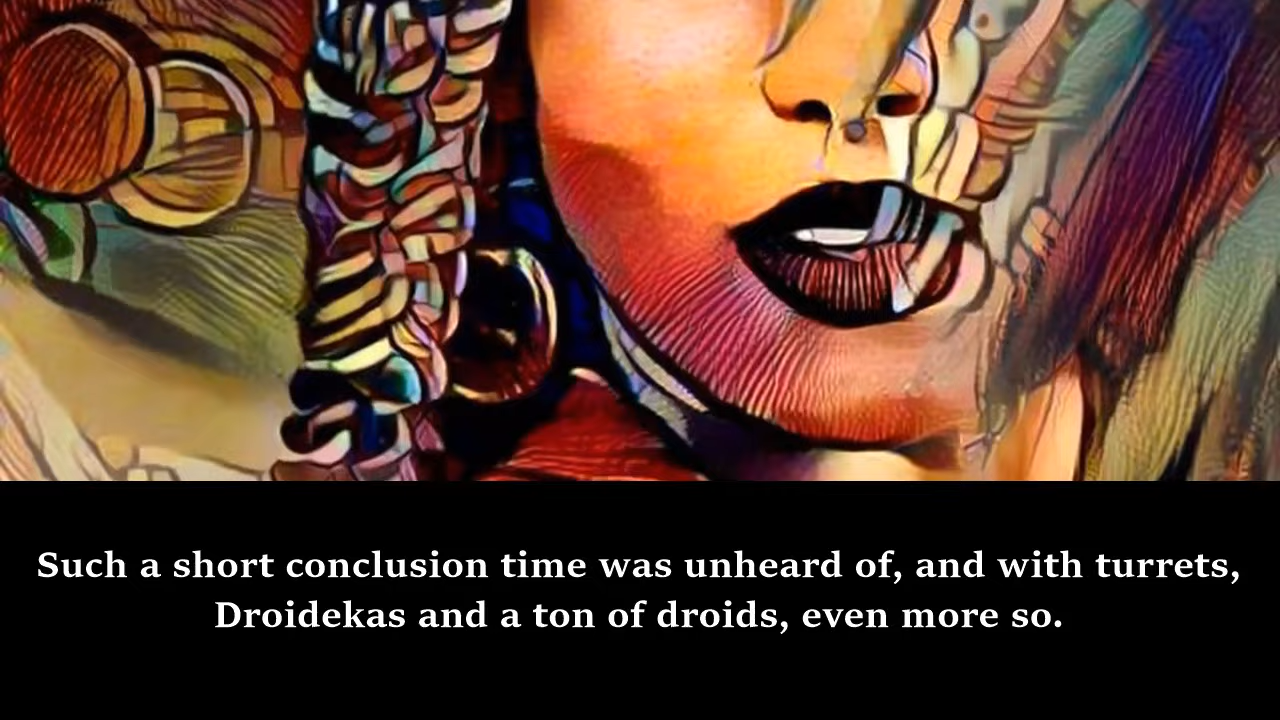 Such a short conclusion time was unheard of, and with turrets,
Droidekas and a ton of droids, even more so.